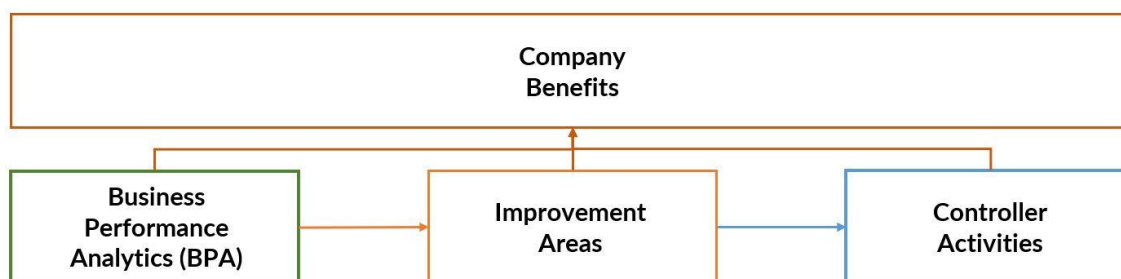 Company
Benefits
Business
Performance
Analytics (BPA)
Improvement
Areas
Controller
Activities